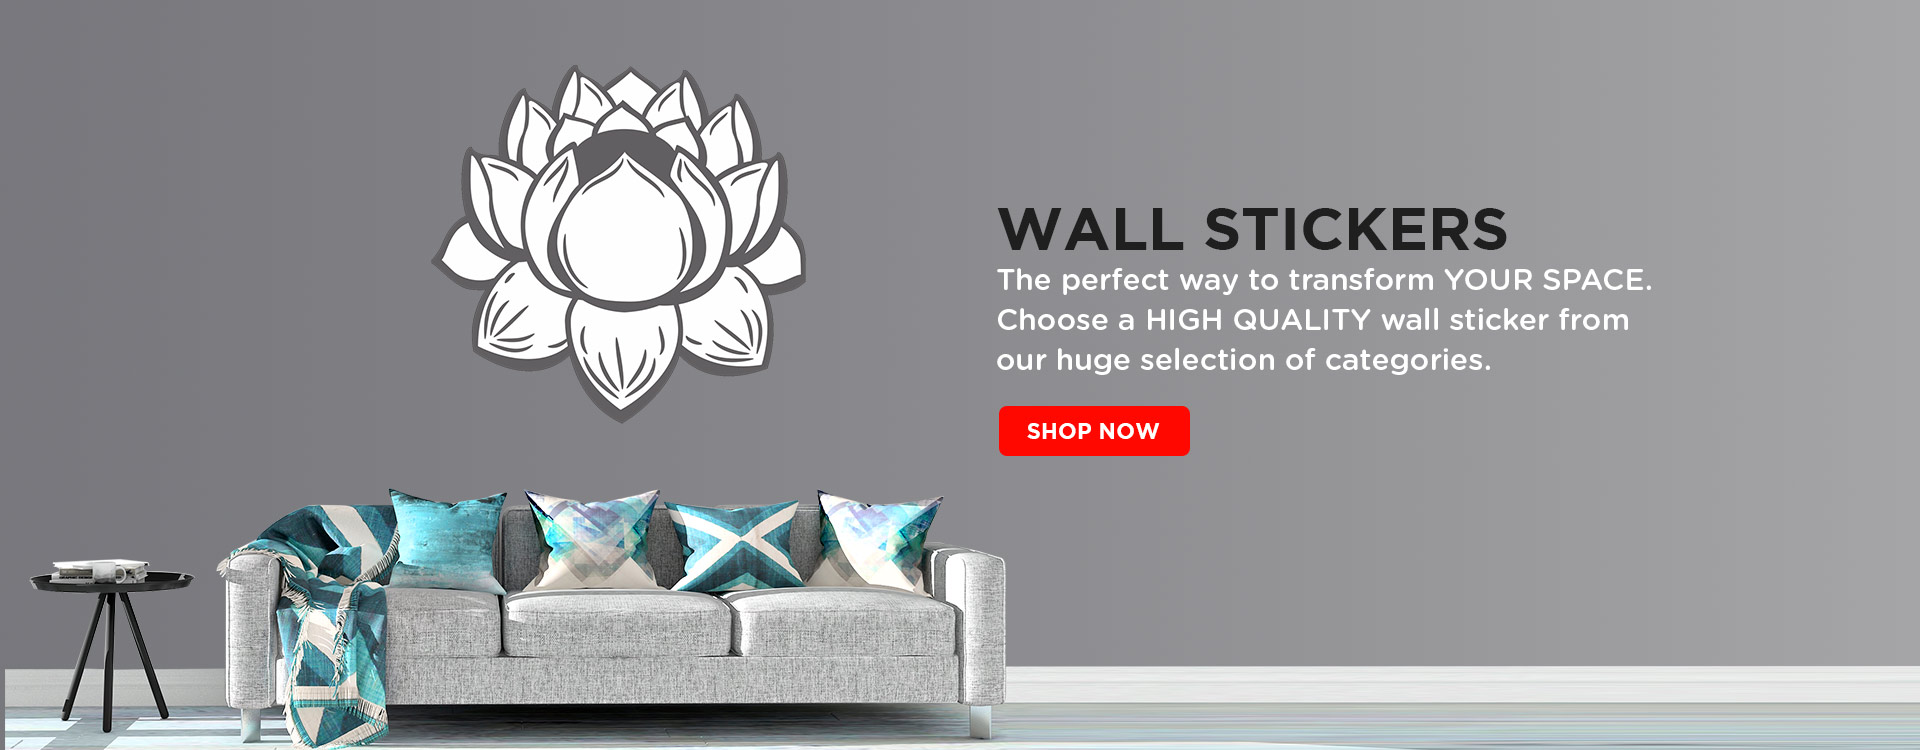 WALL STICKERS
The perfect way to transform YOUR SPACE.
Choose a HIGH QUALITY wall sticker from
our huge selection of categories.
SHOP NOW